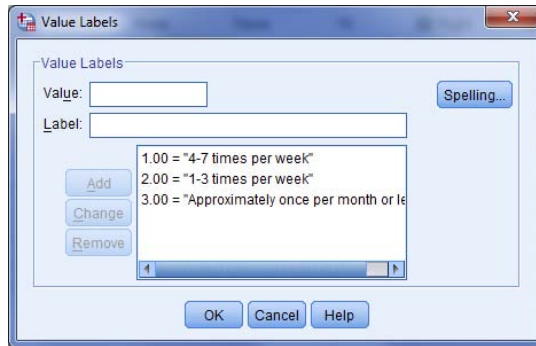 Value Labels
Value Labels
Value:
Spelling...
Label:
1.00 = "4-7 times per week"
2.00 = "1-3 times per week"
3.00 = "Approximately once per month or le
Add
Change
Remove
OK Cancel Help